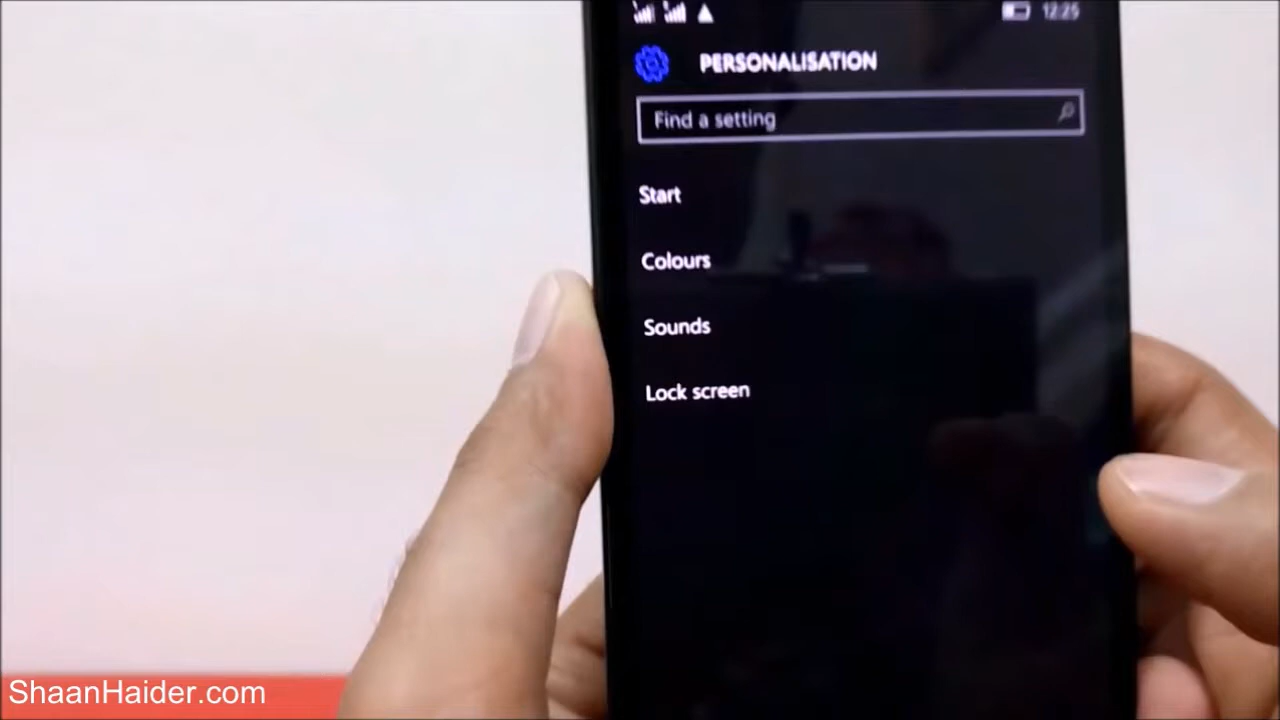 12:25
PERSONALISATION
Find a setting
Start
Colours
Sounds
Lock screen
ShaanHaider.com